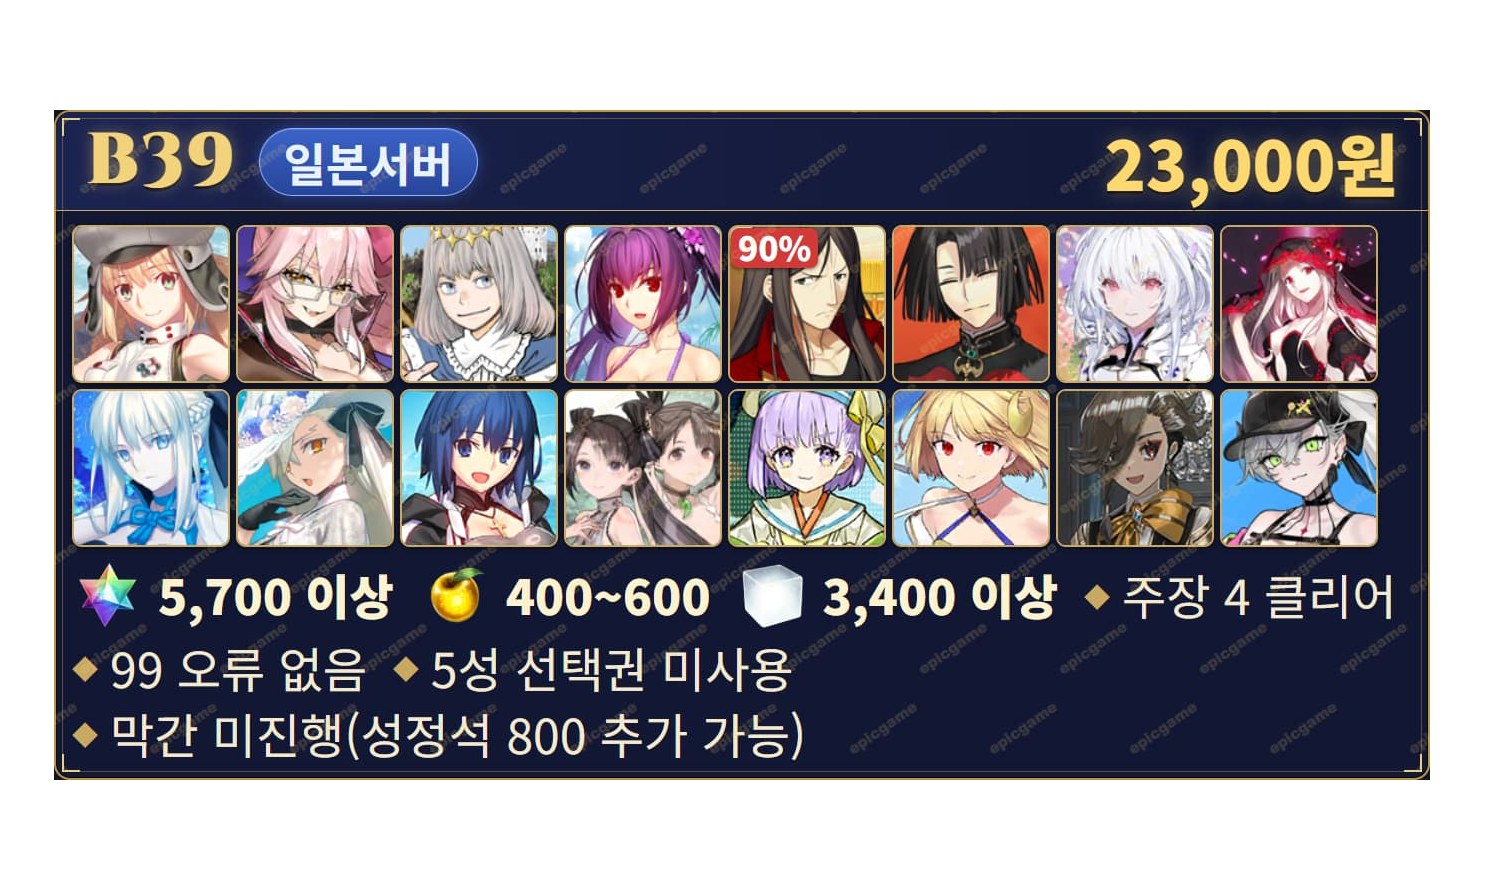 B39 일본서버 23,000원
90%
5,700 이상 400~600 3,400 이상 ◆ 주장 4 클리어
◆ 99 오류 없음 ◆ 5성 선택권 미사용
◆ 막간 미진행(성정석 800 추가 가능)
epicgame